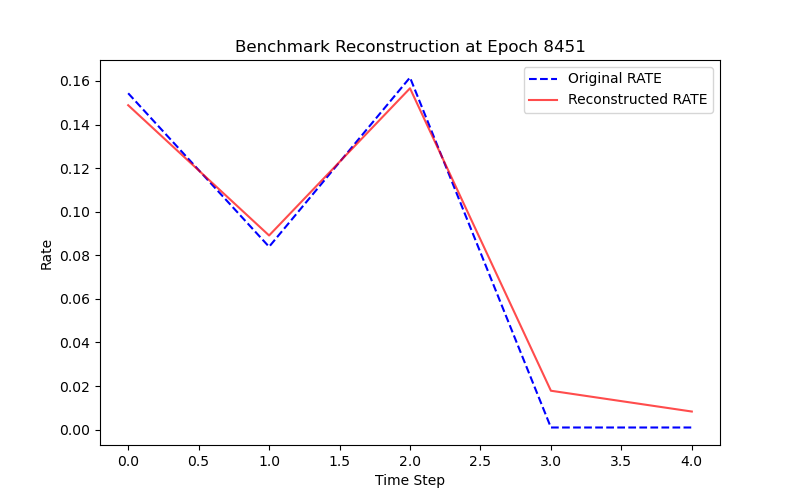 Benchmark Reconstruction at Epoch 8451
Original RATE
Reconstructed RATE
Rate
0.16
0.14
0.12
0.10
0.08
0.06
0.04
0.02
0.00
0.0 0.5 1.0 1.5 2.0 2.5 3.0 3.5 4.0
Time Step